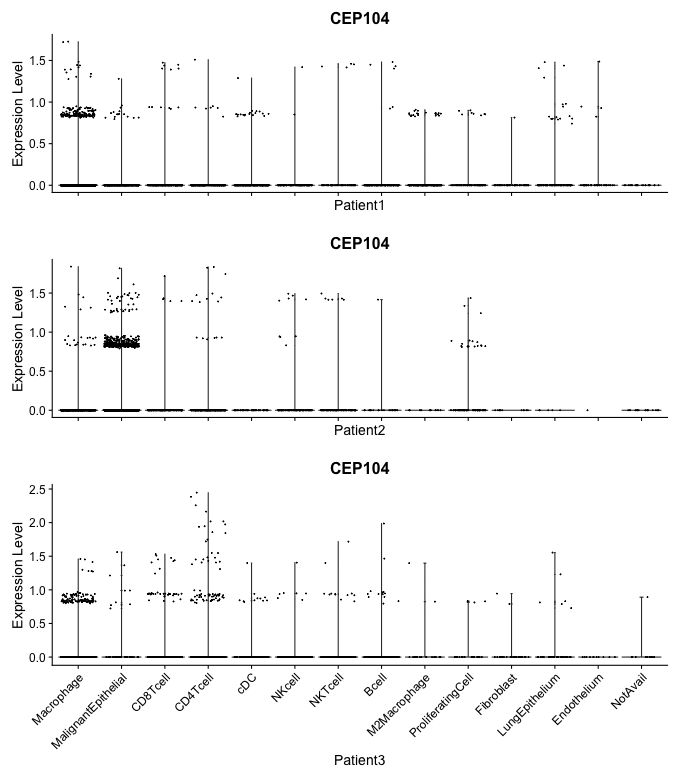 CEP104
1.5
1.0
0.5
0.0
Expression Level
Patient1
CEP104
1.5
1.0
0.5
0.0
Expression Level
Patient2
CEP104
2.5
2.0
1.5
1.0
0.5
0.0
Expression Level
Macrophage
MalignantEpithelial
CD8Tcell
CD4Tcell
cDC
NKcell
NKTcell
Bcell
M2Macrophage
ProliferatingCell
Fibroblast
LungEpithelium
Endothelium
NotAvail
Patient3